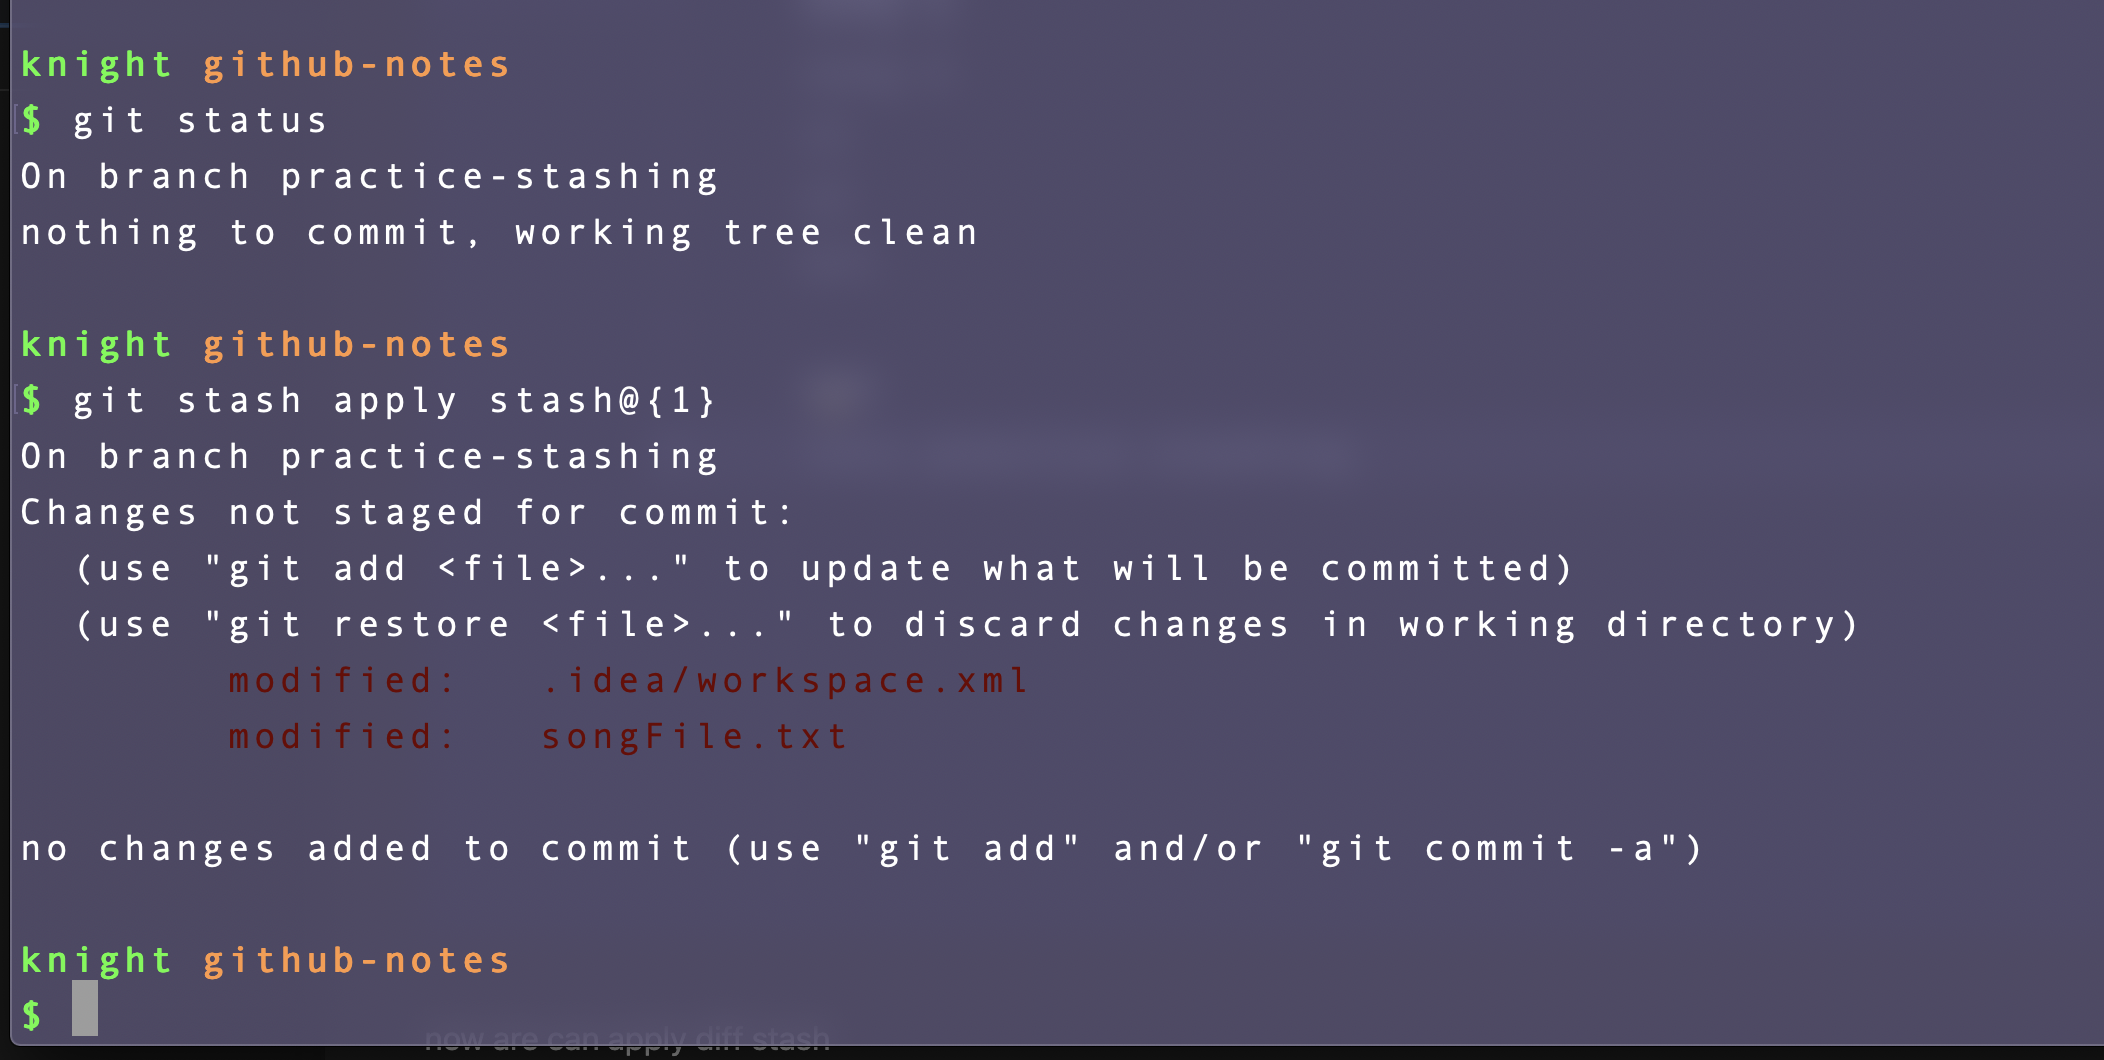 knight github-notes
$ git status
On branch practice-stashing
nothing to commit, working tree clean
knight github-notes
$ git stash apply stash@{1}
On branch practice-stashing
Changes not staged for commit:
  (use "git add <file>..." to update what will be committed)
  (use "git restore <file>..." to discard changes in working directory)
        modified:   .idea/workspace.xml
        modified:   songFile.txt
no changes added to commit (use "git add" and/or "git commit -a")
knight github-notes
$
now are can apply diff stash